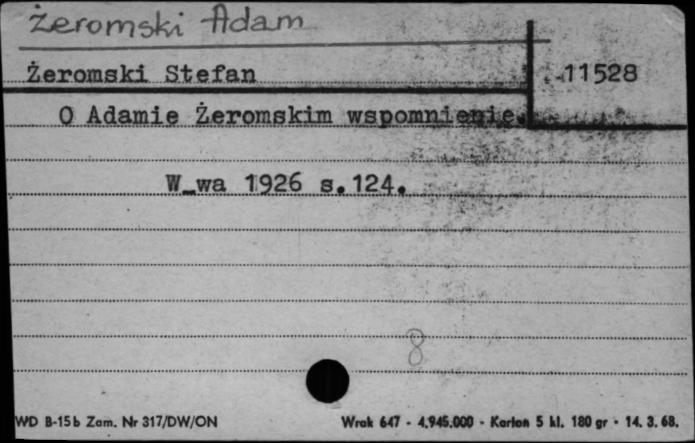 Żeromski Adam
Żeromski Stefan
11528
O Adamie Żeromskim wspomnienie.
W_wa 1926 s.124.
8
WD B-15b Zam. Nr 317/DW/ON
Wrak 647 - 4.945.000 - Karton 5 kl. 180 gr - 14. 3. 68.